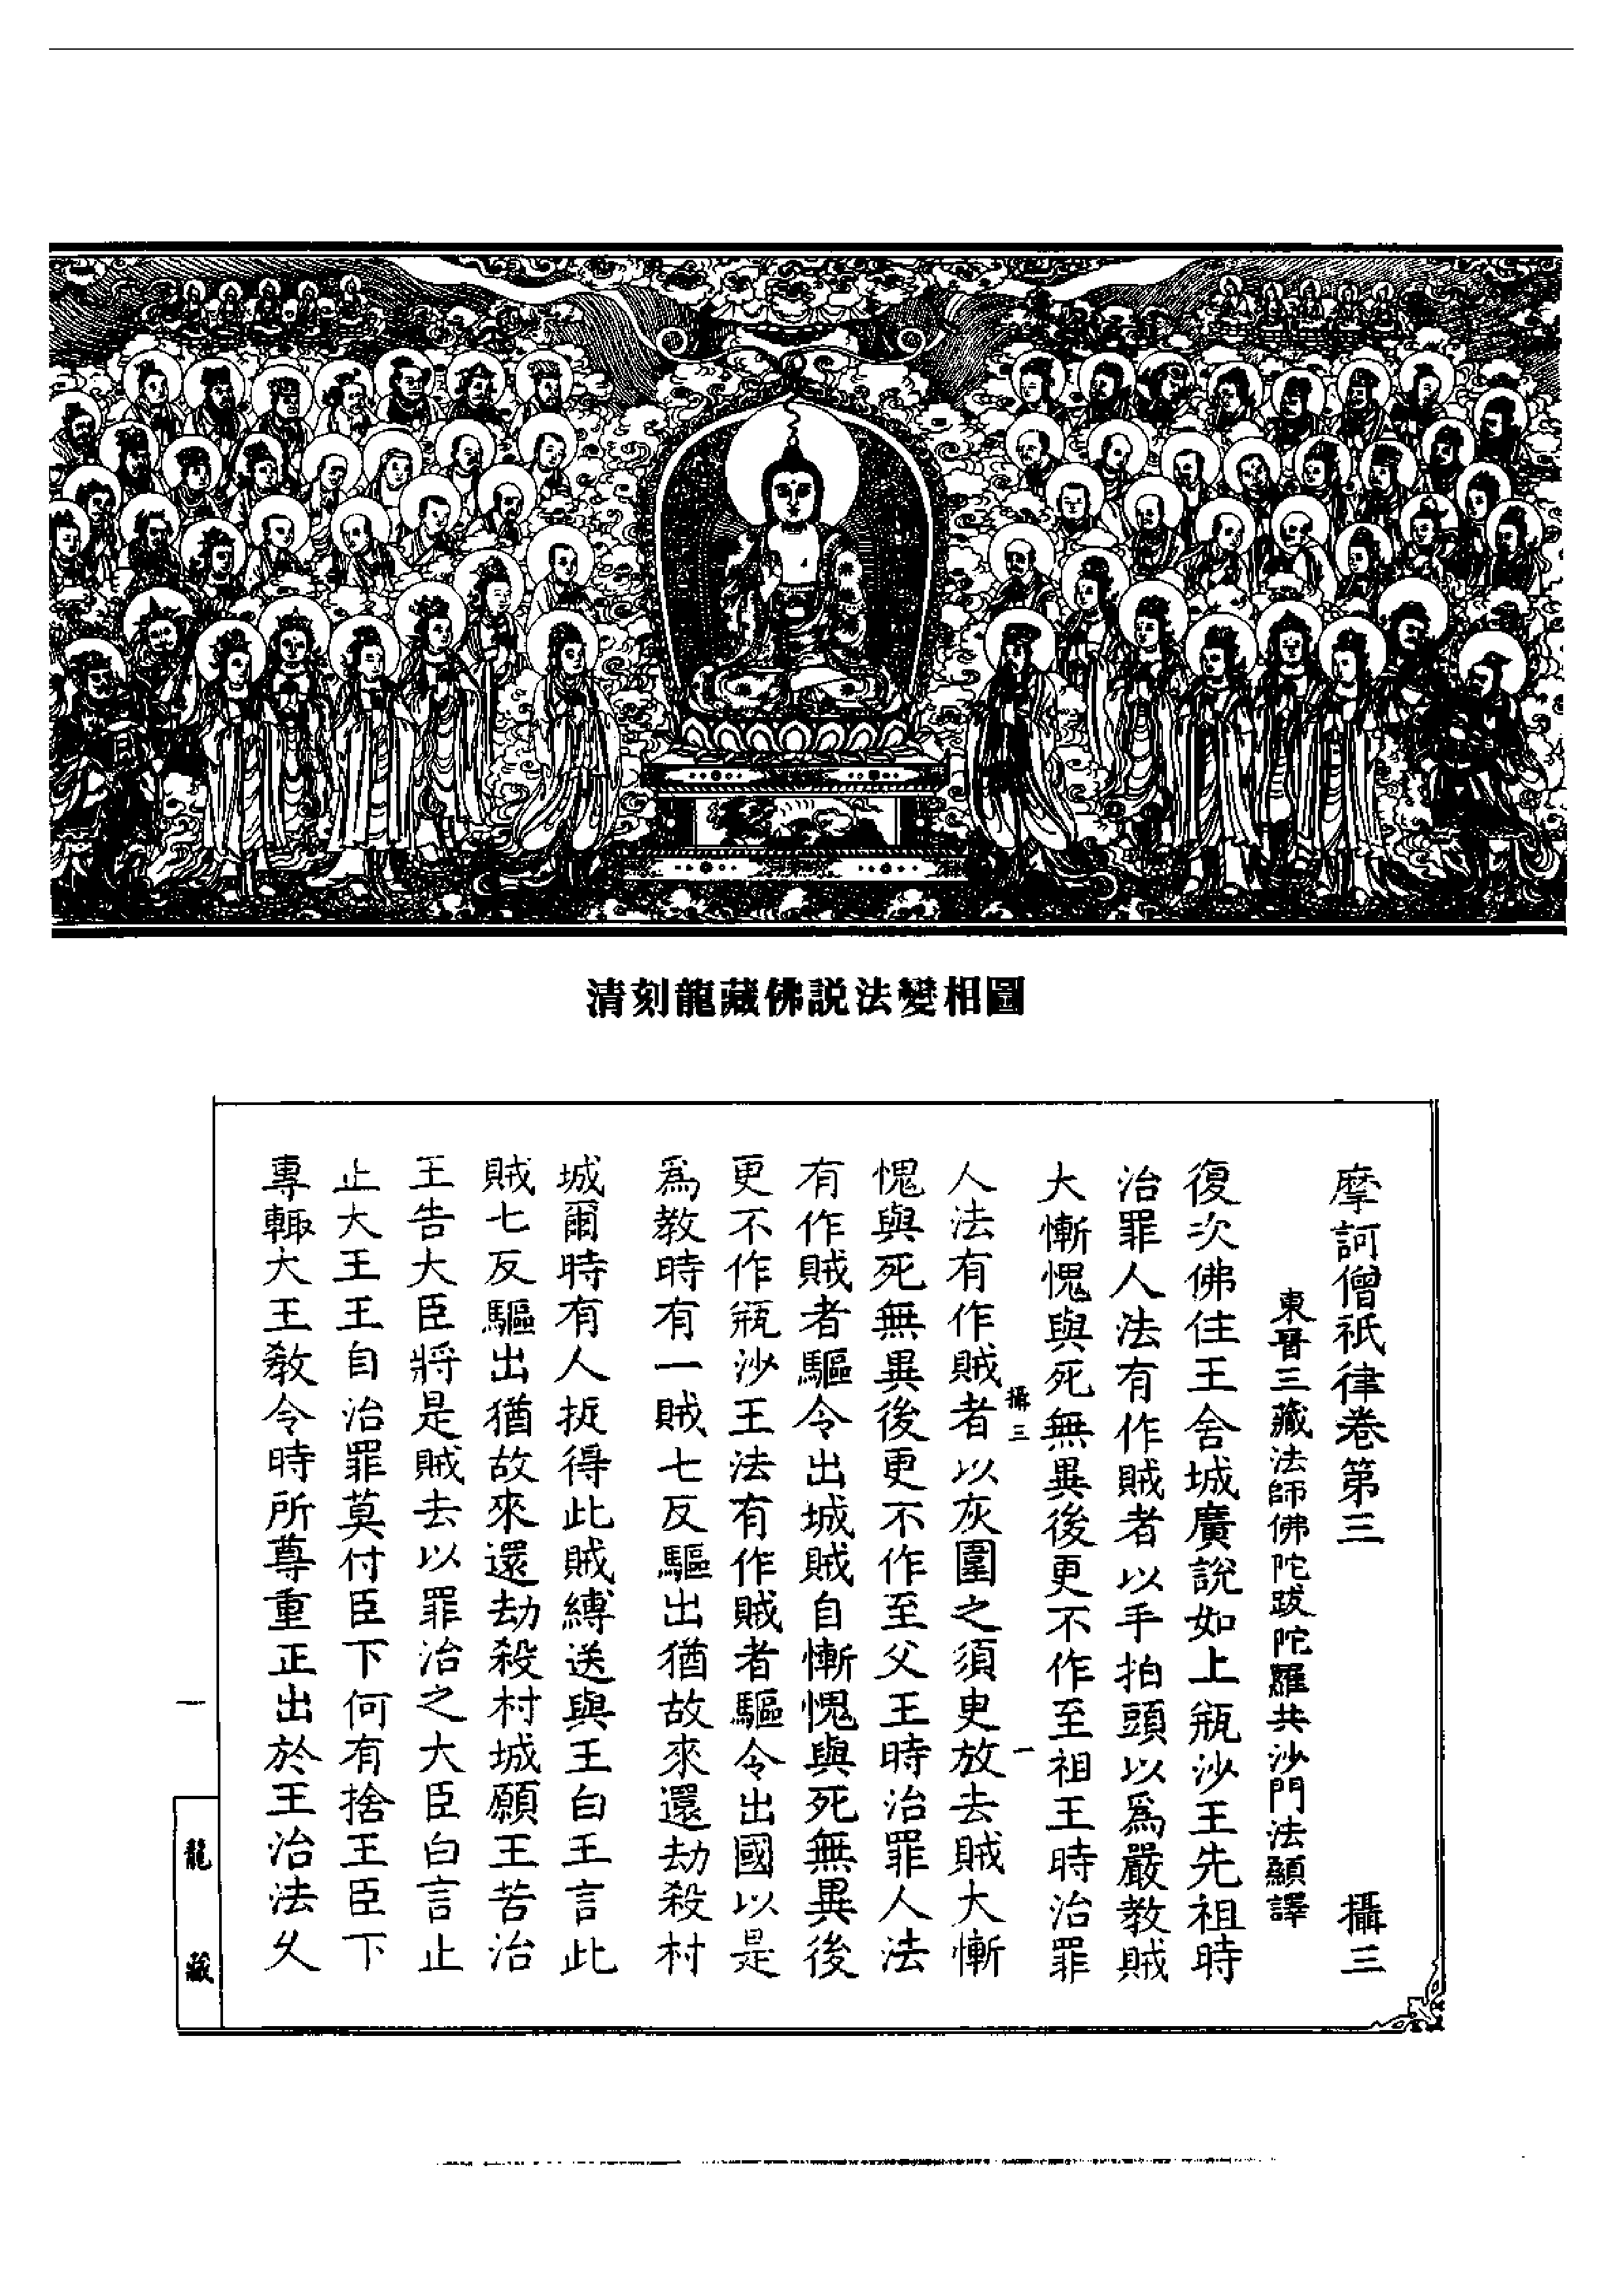 清刻龍藏佛説法變相圖
摩訶僧祇律卷第三 攝三
東晉三藏法師佛陀跋陀羅共沙門法顯譯
復次佛住王舍城廣說如上瓶沙王先祖時
治罪人法有作賊者以手拍頭以爲嚴教賊
大慚愧與死無異後更不作至祖王時治罪
攝三 一
人法有作賊者以灰圍之須更放去賊大慚
愧與死無異後更不作至父王時治罪人法
有作賊者驅令出城賊自慚愧與死無異後
更不作瓶沙王法有作賊者驅令出國以是
爲教時有一賊七反驅出猶故來還劫殺村
城爾時有人捉得此賊縛送與王白王言此
賊七反驅出猶故來還劫殺村城願王苦治
王告大臣將是賊去以罪治之大臣白言止
止大王王自治罪莫付臣下何有捨王臣下
專輙大王教令時所尊重正出於王治法久
一
龍藏